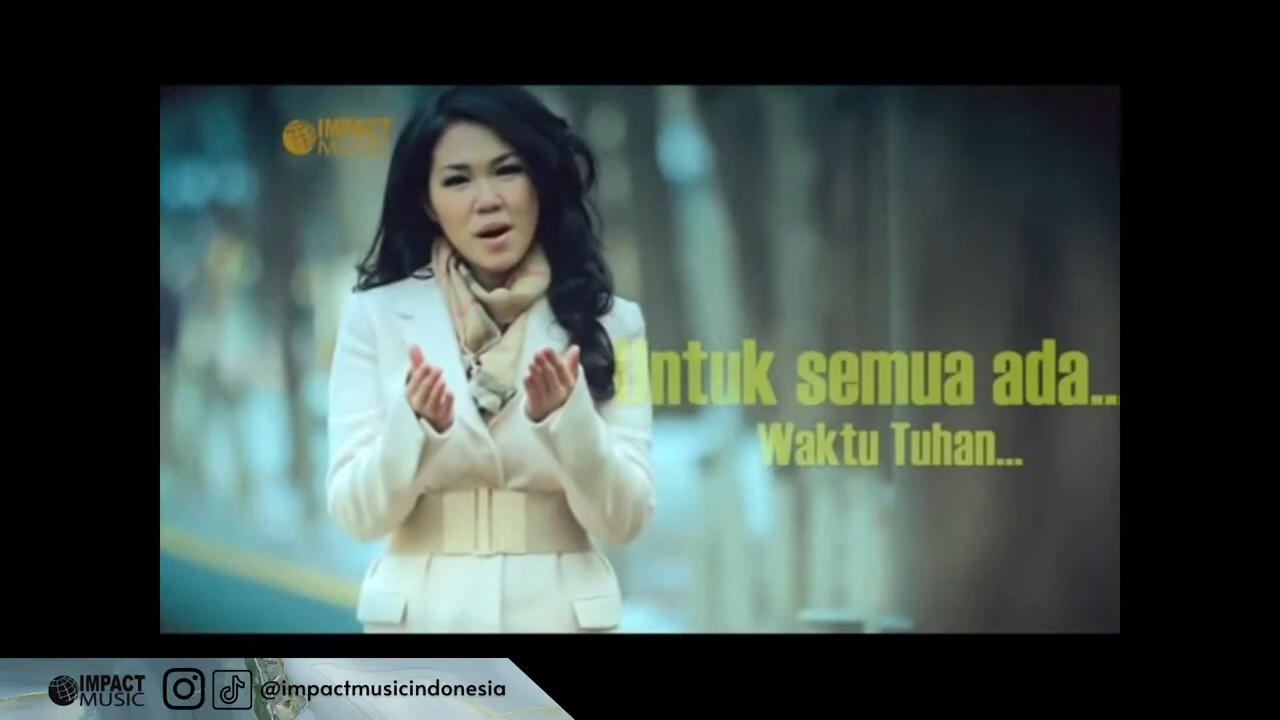 IMPACT
MUSIC
Untuk semua ada...
Waktu Tuhan...
IMPACT
MUSIC
@impactmusicindonesia